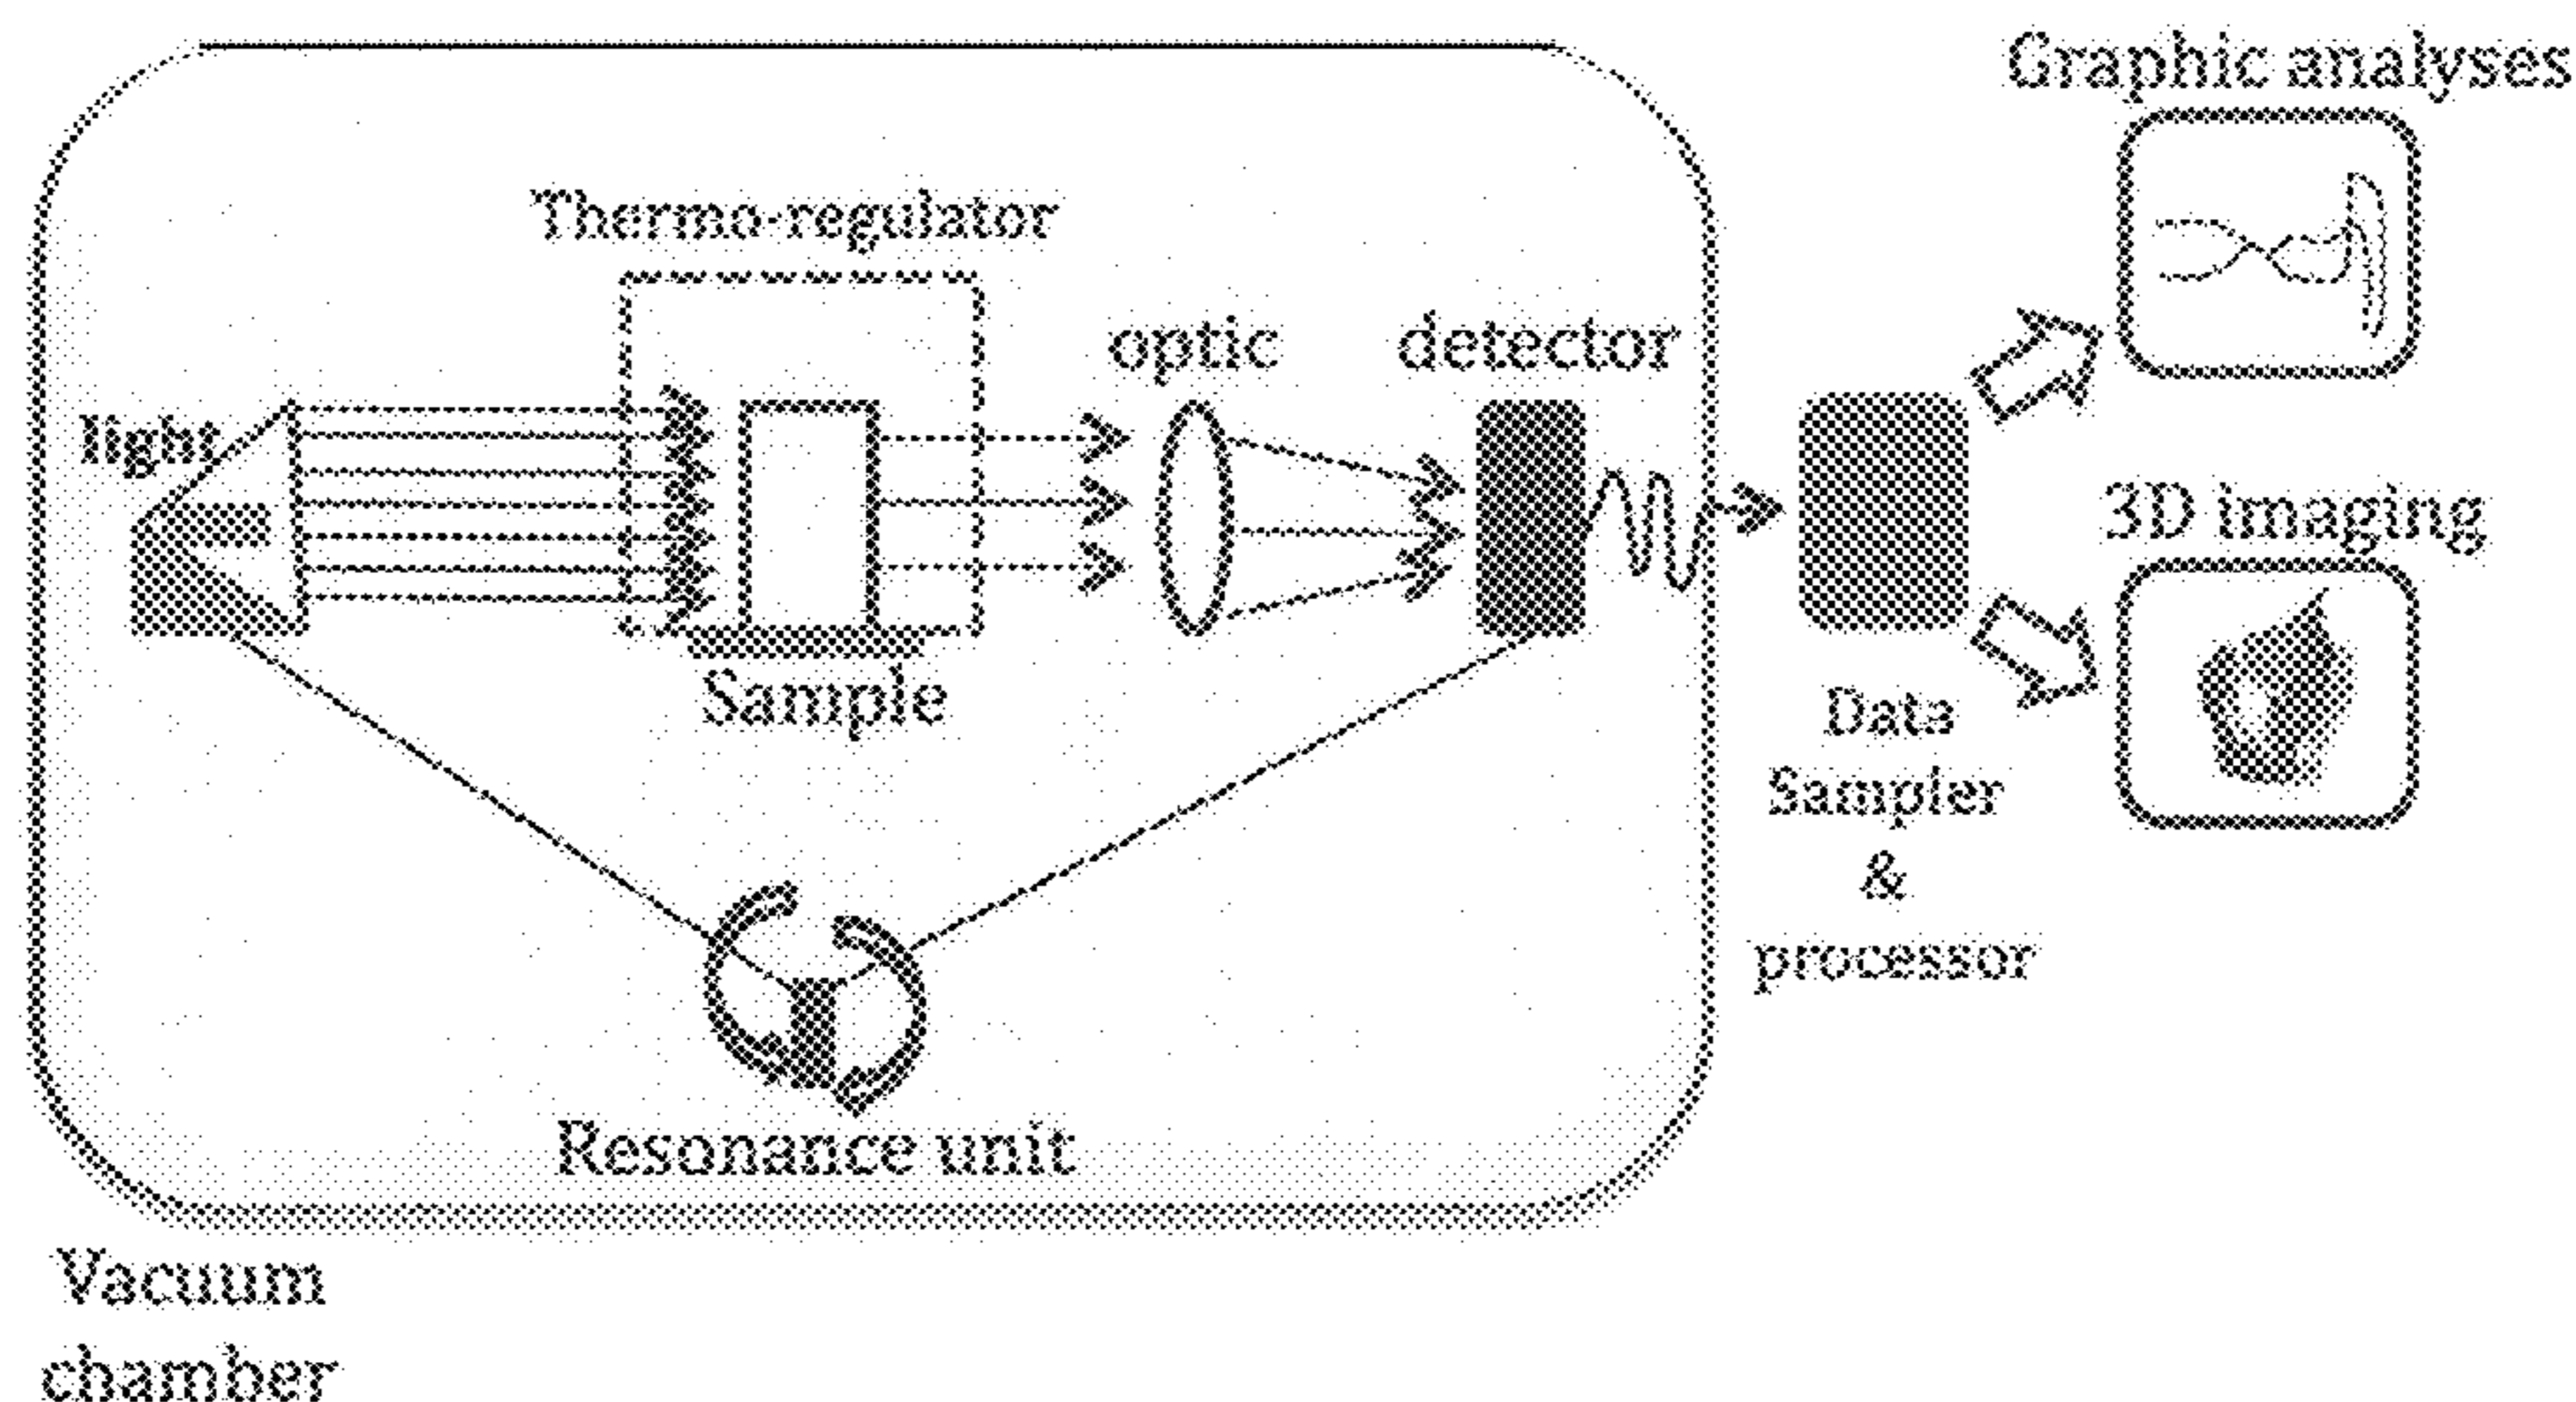 Graphic analyses
Thermo-regulator
optic
detector
light
3D imaging
Sample
Data
Sampler
&
processor
Resonance unit
Vacuum
chamber